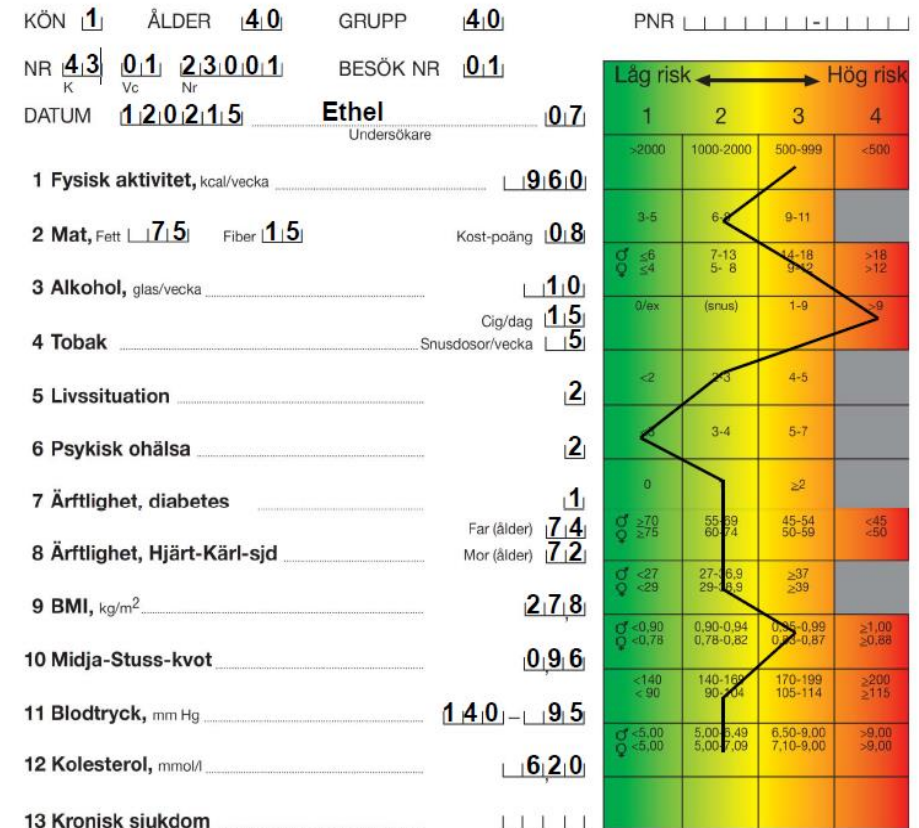 KÖN 1 ÅLDER 40 GRUPP 40 PNR -
NR 43 01 23001 BESÖK NR 01
K Vc Nr
DATUM 120215 Ethel 07
Undersökare
Låg risk Hög risk
1 2 3 4
>2000 1000-2000 500-999 <500
1 Fysisk aktivitet, kcal/vecka 960
3-5 9-11
2 Mat, Fett 75 Fiber 15 Kost-poäng 08
♂ ≤6 7-13 14-18 >18
♀ ≤4 5- 8 9-12 >12
3 Alkohol, glas/vecka 10
0/ex (snus) 1-9 >9
Cig/dag 15
4 Tobak Snusdosor/vecka 5
<2 2-3 4-5
5 Livssituation 2
3-4 5-7
6 Psykisk ohälsa 2
0 ≥2
7 Ärftlighet, diabetes 1
♂ ≥70 55-69 45-54 <45
♀ ≥75 60-74 50-59 <50
Far (ålder) 74
8 Ärftlighet, Hjärt-Kärl-sjd Mor (ålder) 72
♂ <27 27-36,9 ≥37
♀ <29 29-38,9 ≥39
9 BMI, kg/m2 27,8
♂ <0,90 0,90-0,94 0,95-0,99 ≥1,00
♀ <0,78 0,78-0,82 0,83-0,87 ≥0,88
10 Midja-Stuss-kvot 0,96
<140 140-169 170-199 ≥200
< 90 90-104 105-114 ≥115
11 Blodtryck, mm Hg 140 – 95
♂ <5,00 5,00-6,49 6,50-9,00 >9,00
♀ <5,00 5,00-7,09 7,10-9,00 >9,00
12 Kolesterol, mmol/l 6,20
13 Kronisk sjukdom